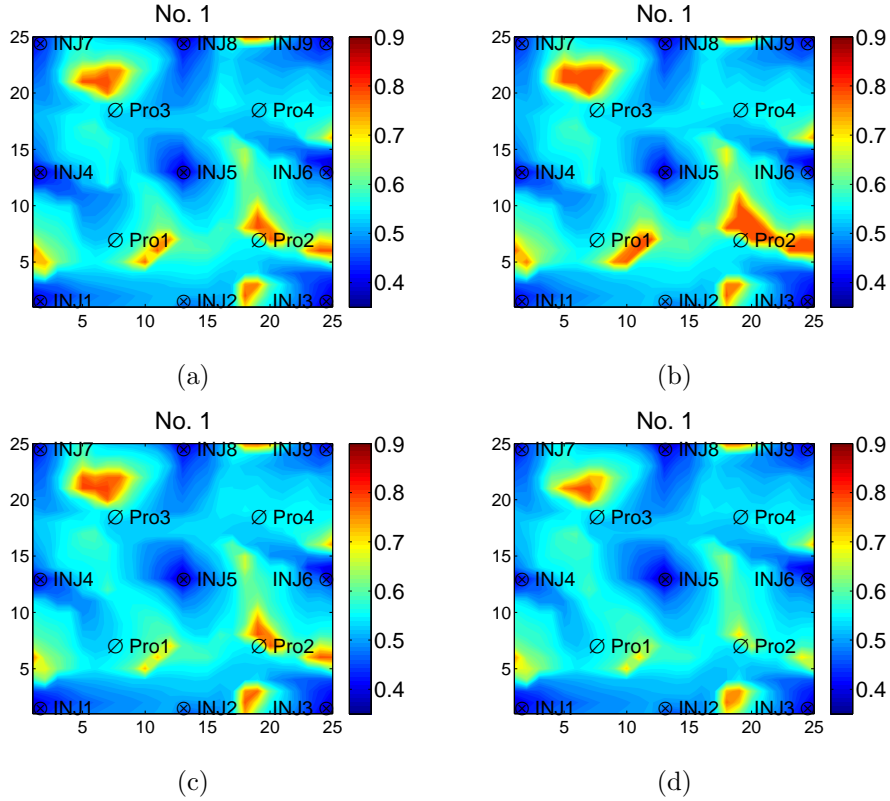 No. 1
No. 1
25 INJ7 INJ8 INJ9 0.9
25 INJ7 INJ8 INJ9 0.9
0.8
0.8
20
20
Pro3 Pro4 0.7
Pro3 Pro4 0.7
15
15
INJ4 INJ5 INJ6 0.6
INJ4 INJ5 INJ6 0.6
10
10
Pro1 Pro2 0.5
Pro1 Pro2 0.5
5
5
INJ1 INJ2 INJ3 0.4
INJ1 INJ2 INJ3 0.4
5 10 15 20 25
5 10 15 20 25
(a)
(b)
No. 1
No. 1
25 INJ7 INJ8 INJ9 0.9
25 INJ7 INJ8 INJ9 0.9
0.8
0.8
20
20
Pro3 Pro4 0.7
Pro3 Pro4 0.7
15
15
INJ4 INJ5 INJ6 0.6
INJ4 INJ5 INJ6 0.6
10
10
Pro1 Pro2 0.5
Pro1 Pro2 0.5
5
5
INJ1 INJ2 INJ3 0.4
INJ1 INJ2 INJ3 0.4
5 10 15 20 25
5 10 15 20 25
(c)
(d)